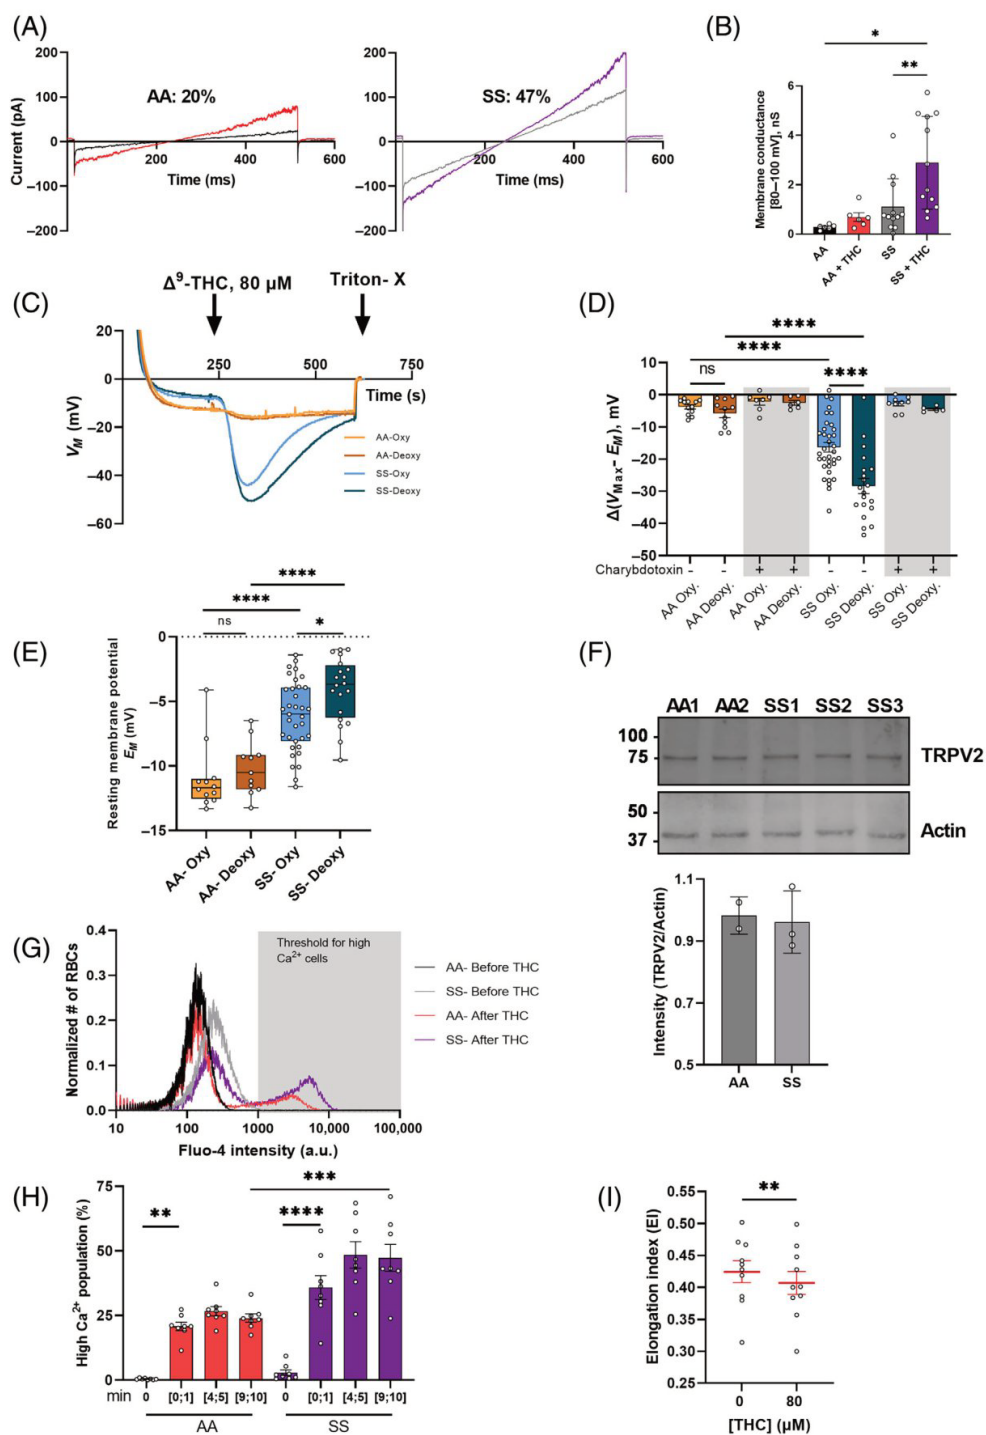 (A)
200
100
0
−100
−200
Current (pA)
AA: 20%
200
400
600
Time (ms)
200
100
0
−100
−200
SS: 47%
200
400
600
Time (ms)
(B)
*
**
6
4
2
0
Membrane conductance
[80–100 mV], nS
AA
AA + THC
SS
SS + THC
(C)
Δ⁹-THC, 80 µM
Triton- X
20
0
−20
−40
−60
V_M (mV)
250
500
750
Time (s)
AA-Oxy
AA-Deoxy
SS-Oxy
SS-Deoxy
(D)
****
****
ns
****
10
0
−10
−20
−30
−40
−50
Δ(V_Max− E_M), mV
Charybdotoxin
− − + + − − + +
AA Oxy.
AA Deoxy.
AA Oxy.
AA Deoxy.
SS Oxy.
SS Deoxy.
SS Oxy.
SS Deoxy.
(E)
****
****
ns
*
0
−5
−10
−15
Resting membrane potential
E_M (mV)
AA- Oxy
AA- Deoxy
SS- Oxy
SS- Deoxy
(F)
AA1 AA2 SS1 SS2 SS3
100
75
TRPV2
50
37
Actin
1.1
0.9
0.7
0.5
Intensity (TRPV2/Actin)
AA
SS
(G)
0.4
0.3
0.2
0.1
0.0
Normalized # of RBCs
Threshold for high
Ca²⁺ cells
10
100
1000
10,000
100,000
Fluo-4 intensity (a.u.)
AA- Before THC
SS- Before THC
AA- After THC
SS- After THC
(H)
***
**
****
75
50
25
0
High Ca²⁺ population (%)
min 0 [0;1] [4;5] [9;10] 0 [0;1] [4;5] [9;10]
AA
SS
(I)
**
0.55
0.50
0.45
0.40
0.35
0.30
0.25
Elongation index (EI)
0
80
[THC] (µM)